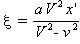 ξ = a V² x' / V² - v²